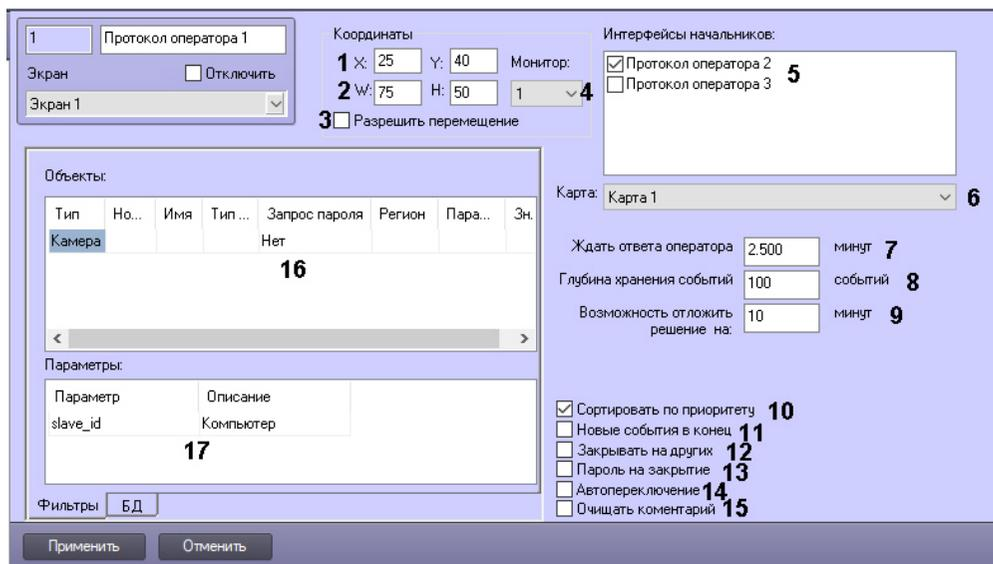 1 Протокол оператора 1
Экран Отключить
Экран 1
Координаты
1 X: 25 Y: 40 Монитор:
2 W: 75 H: 50 1 4
3 Разрешить перемещение
Интерфейсы начальников:
Протокол оператора 2
Протокол оператора 3
5
Карта: Карта 1 6
Ждать ответа оператора 2.500 минут 7
Глубина хранения событий 100 событий 8
Возможность отложить решение на: 10 минут 9
Объекты:
Тип Но... Имя Тип ... Запрос пароля Регион Пара... Зн.
Камера Нет
16
Параметры:
Параметр Описание
slave_id Компьютер
17
Фильтры БД
Сортировать по приоритету 10
Новые события в конец 11
Закрывать на других 12
Пароль на закрытие 13
Автопереключение 14
Очищать коментарий 15
Применить Отменить